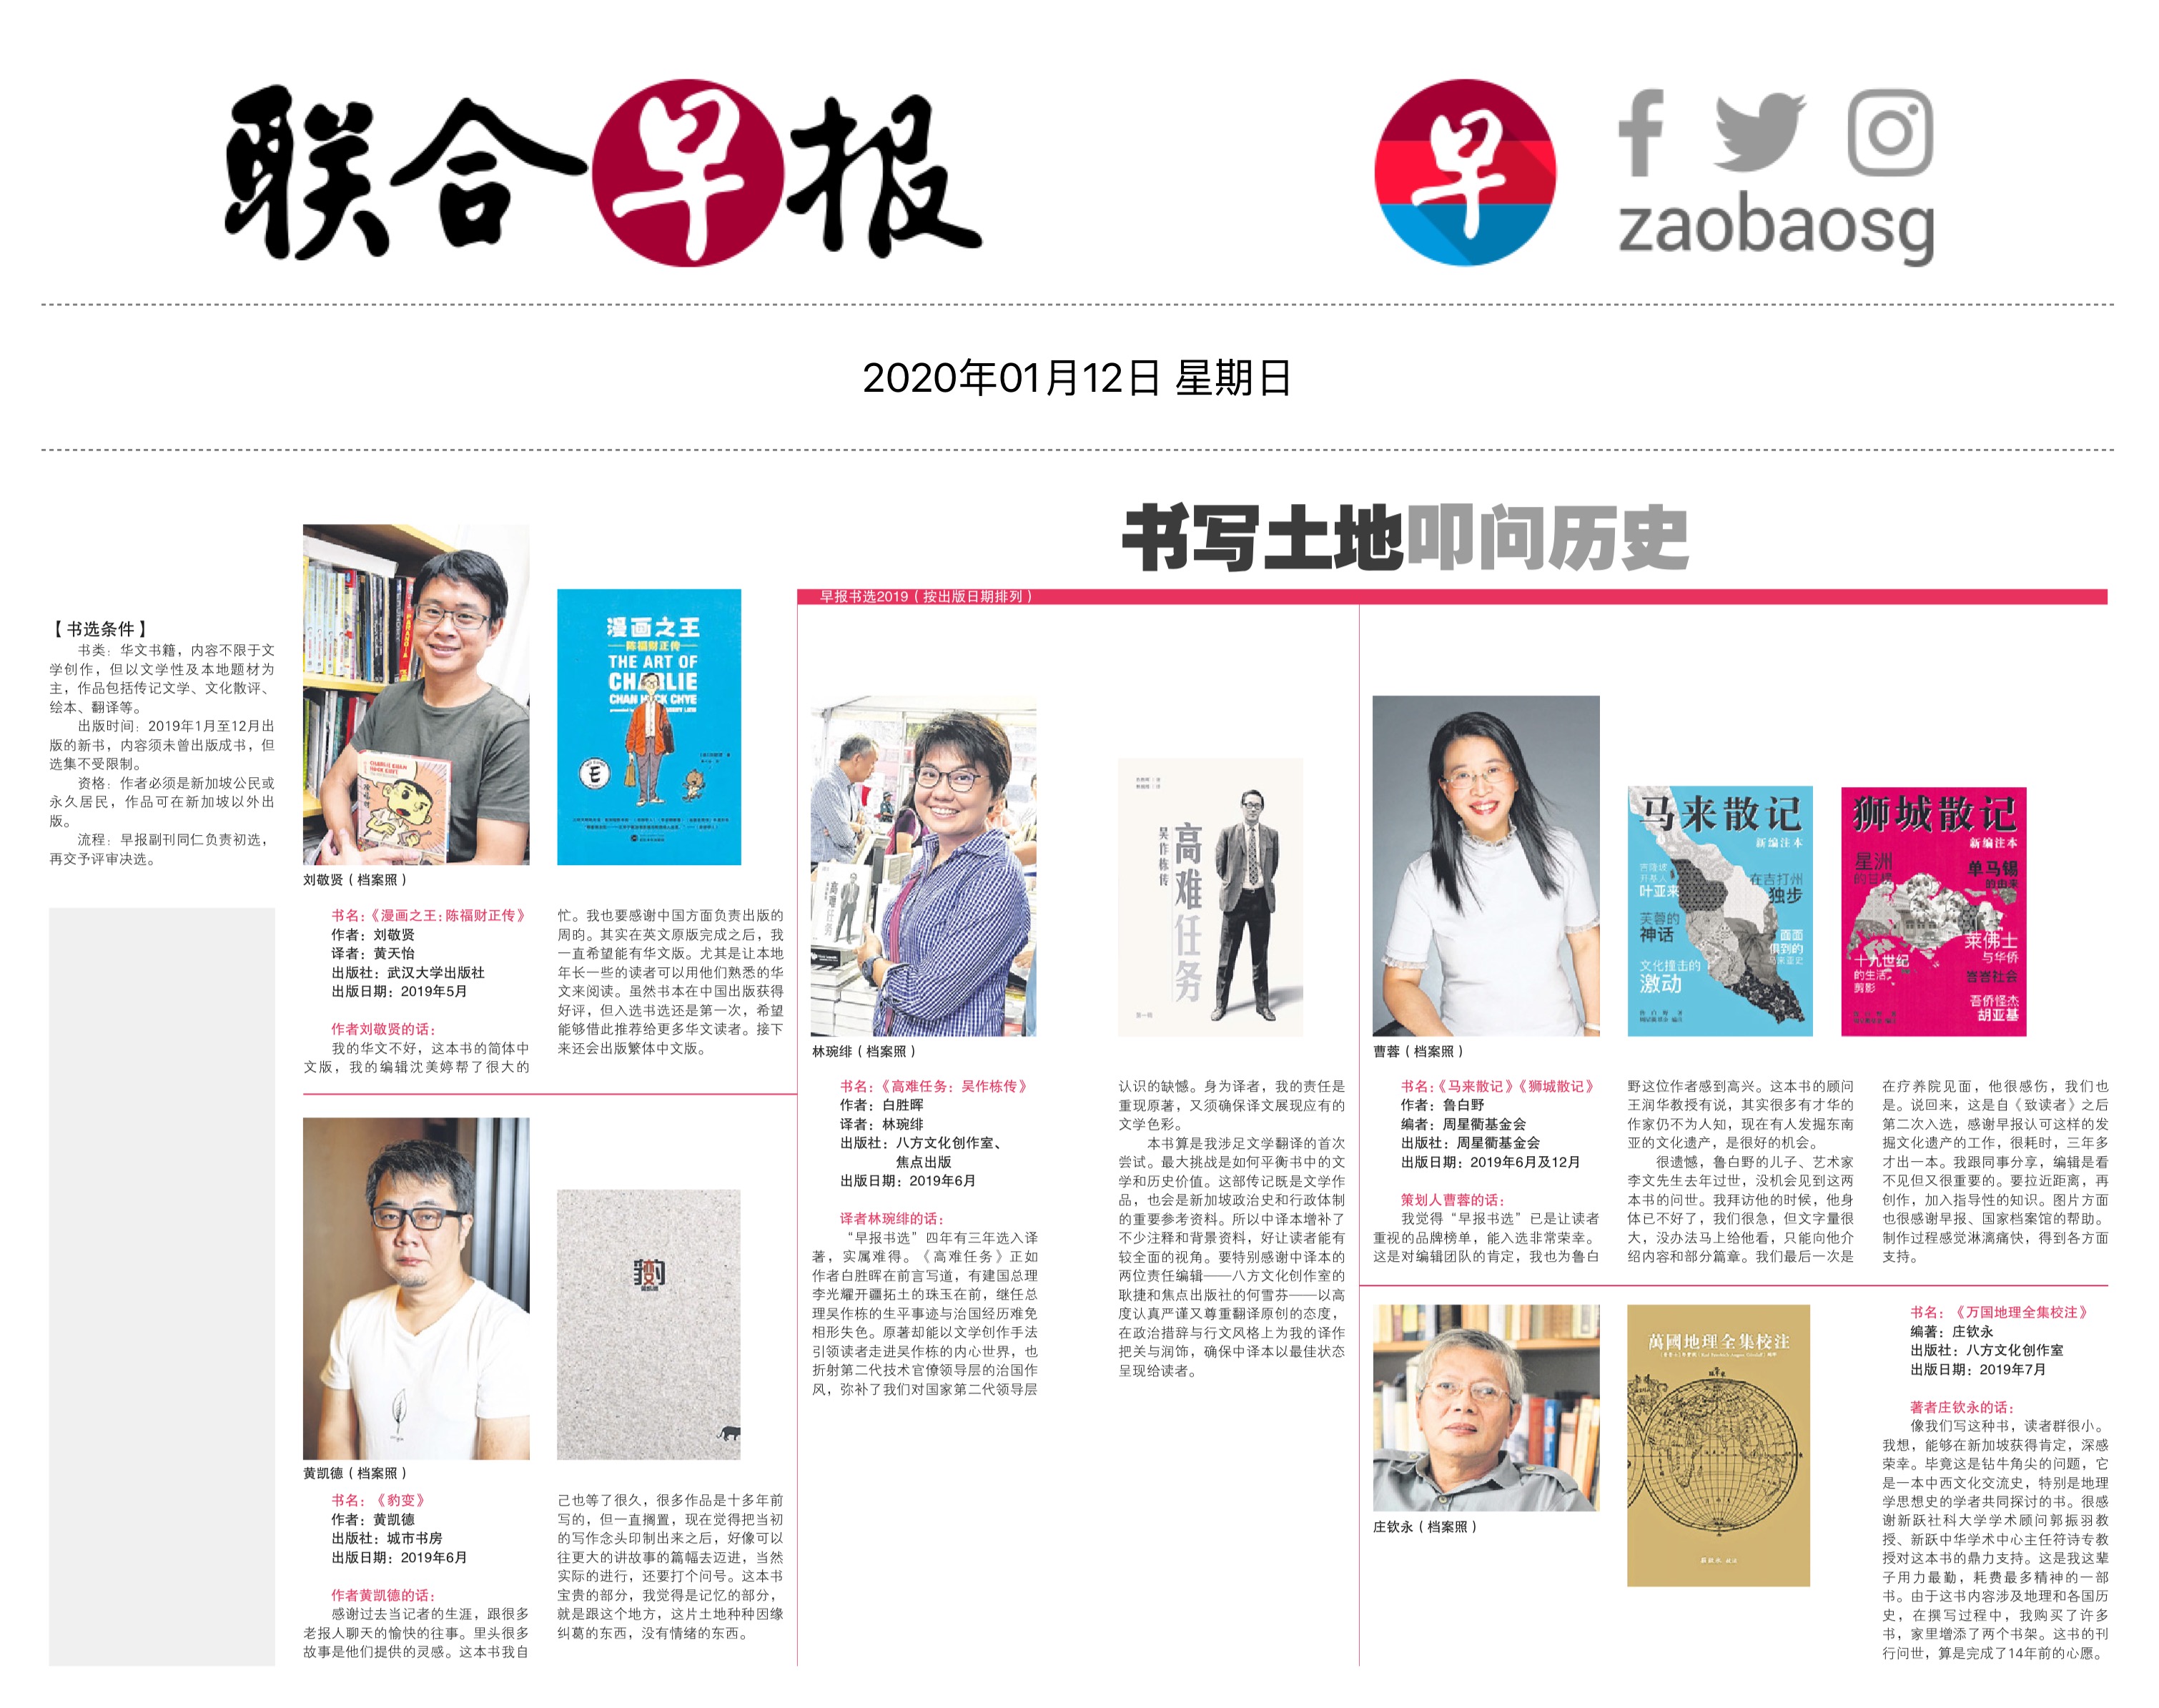 联合早报
早
zaobaosg
2020年01月12日 星期日
书写土地叩问历史
早报书选2019（按出版日期排列）
【书选条件】
书类：华文书籍，内容不限于文
学创作，但以文学性及本地题材为
主，作品包括传记文学、文化散评、
绘本、翻译等。
出版时间：2019年1月至12月出
版的新书，内容须未曾出版成书，但
选集不受限制。
资格：作者必须是新加坡公民或
永久居民，作品可在新加坡以外出
版。
流程：早报副刊同仁负责初选，
再交予评审决选。
漫画之王
陈福财正传
THE ART OF
CHARLIE
CHAN HOCK CHYE
刘敬贤（档案照）
书名：《漫画之王：陈福财正传》
作者：刘敬贤
译者：黄天怡
出版社：武汉大学出版社
出版日期：2019年5月
作者刘敬贤的话：
我的华文不好，这本书的简体中
文版，我的编辑沈美婷帮了很大的
忙。我也要感谢中国方面负责出版的
周昀。其实在英文原版完成之后，我
一直希望能有华文版。尤其是让本地
年长一些的读者可以用他们熟悉的华
文来阅读。虽然书本在中国出版获得
好评，但入选书选还是第一次，希望
能够借此推荐给更多华文读者。接下
来还会出版繁体中文版。
黄凯德（档案照）
书名：《豹变》
作者：黄凯德
出版社：城市书房
出版日期：2019年6月
作者黄凯德的话：
感谢过去当记者的生涯，跟很多
老报人聊天的愉快的往事。里头很多
故事是他们提供的灵感。这本书我自
己也等了很久，很多作品是十多年前
写的，但一直搁置，现在觉得把当初
的写作念头印制出来之后，好像可以
往更大的讲故事的篇幅去迈进，当然
实际的进行，还要打个问号。这本书
宝贵的部分，我觉得是记忆的部分，
就是跟这个地方，这片土地种种因缘
纠葛的东西，没有情绪的东西。
高难任务
吴作栋传
林琬绯（档案照）
书名：《高难任务：吴作栋传》
作者：白胜晖
译者：林琬绯
出版社：八方文化创作室、
焦点出版
出版日期：2019年6月
译者林琬绯的话：
“早报书选”四年有三年选入译
著，实属难得。《高难任务》正如
作者白胜晖在前言写道，有建国总理
李光耀开疆拓土的珠玉在前，继任总
理吴作栋的生平事迹与治国经历难免
相形失色。原著却能以文学创作手法
引领读者走进吴作栋的内心世界，也
折射第二代技术官僚领导层的治国作
风，弥补了我们对国家第二代领导层
认识的缺憾。身为译者，我的责任是
重现原著，又须确保译文展现应有的
文学色彩。
本书算是我涉足文学翻译的首次
尝试。最大挑战是如何平衡书中的文
学和历史价值。这部传记既是文学作
品，也会是新加坡政治史和行政体制
的重要参考资料。所以中译本增补了
不少注释和背景资料，好让读者能有
较全面的视角。要特别感谢中译本的
两位责任编辑——八方文化创作室的
耿捷和焦点出版社的何雪芬——以高
度认真严谨又尊重翻译原创的态度，
在政治措辞与行文风格上为我的译作
把关与润饰，确保中译本以最佳状态
呈现给读者。
马来散记
新编注本
叶亚来
在吉打州
独步
芙蓉的
神话
面面
俱到的
马来亚史
文化撞击的
激动
狮城散记
新编注本
星洲
单马锡
的由来
莱佛士
与华侨
十九世纪
的生活
剪影
峇峇社会
吾侨怪杰
胡亚基
曹蓉（档案照）
书名：《马来散记》《狮城散记》
作者：鲁白野
编者：周星衢基金会
出版社：周星衢基金会
出版日期：2019年6月及12月
策划人曹蓉的话：
我觉得“早报书选”已是让读者
重视的品牌榜单，能入选非常荣幸。
这是对编辑团队的肯定，我也为鲁白
野这位作者感到高兴。这本书的顾问
王润华教授有说，其实很多有才华的
作家仍不为人知，现在有人发掘东南
亚的文化遗产，是很好的机会。
很遗憾，鲁白野的儿子、艺术家
李文先生去年过世，没机会见到这两
本书的问世。我拜访他的时候，他身
体已不好了，我们很急，但文字量很
大，没办法马上给他看，只能向他介
绍内容和部分篇章。我们最后一次是
在疗养院见面，他很感伤，我们也
是。说回来，这是自《致读者》之后
第二次入选，感谢早报认可这样的发
掘文化遗产的工作，很耗时，三年多
才出一本。我跟同事分享，编辑是看
不见但又很重要的。要拉近距离，再
创作，加入指导性的知识。图片方面
也很感谢早报、国家档案馆的帮助。
制作过程感觉淋漓痛快，得到各方面
支持。
萬國地理全集校注
庄钦永（档案照）
书名：《万国地理全集校注》
编著：庄钦永
出版社：八方文化创作室
出版日期：2019年7月
著者庄钦永的话：
像我们写这种书，读者群很小。
我想，能够在新加坡获得肯定，深感
荣幸。毕竟这是钻牛角尖的问题，它
是一本中西文化交流史，特别是地理
学思想史的学者共同探讨的书。很感
谢新跃社科大学学术顾问郭振羽教
授、新跃中华学术中心主任符诗专教
授对这本书的鼎力支持。这是我这辈
子用力最勤，耗费最多精神的一部
书。由于这书内容涉及地理和各国历
史，在撰写过程中，我购买了许多
书，家里增添了两个书架。这书的刊
行问世，算是完成了14年前的心愿。